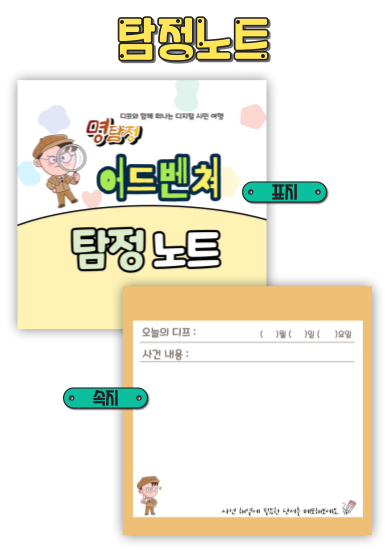 탐정노트
디프와 함께 떠나는 디지털 시민 여행
명탐정
어드벤쳐
표지
탐정 노트
오늘의 디프 : ( )월 ( )일 ( )요일
사건 내용 :
속지
사건 해결에 필요한 단서를 메모해보세요